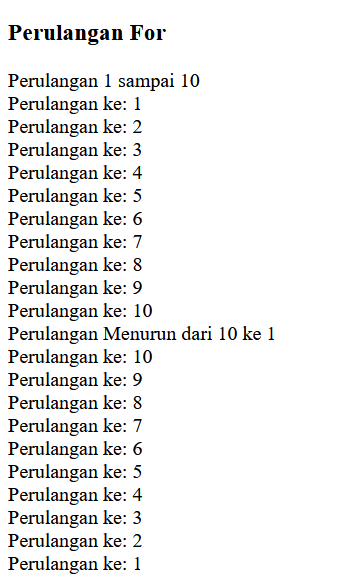 Perulangan For
Perulangan 1 sampai 10
Perulangan ke: 1
Perulangan ke: 2
Perulangan ke: 3
Perulangan ke: 4
Perulangan ke: 5
Perulangan ke: 6
Perulangan ke: 7
Perulangan ke: 8
Perulangan ke: 9
Perulangan ke: 10
Perulangan Menurun dari 10 ke 1
Perulangan ke: 10
Perulangan ke: 9
Perulangan ke: 8
Perulangan ke: 7
Perulangan ke: 6
Perulangan ke: 5
Perulangan ke: 4
Perulangan ke: 3
Perulangan ke: 2
Perulangan ke: 1